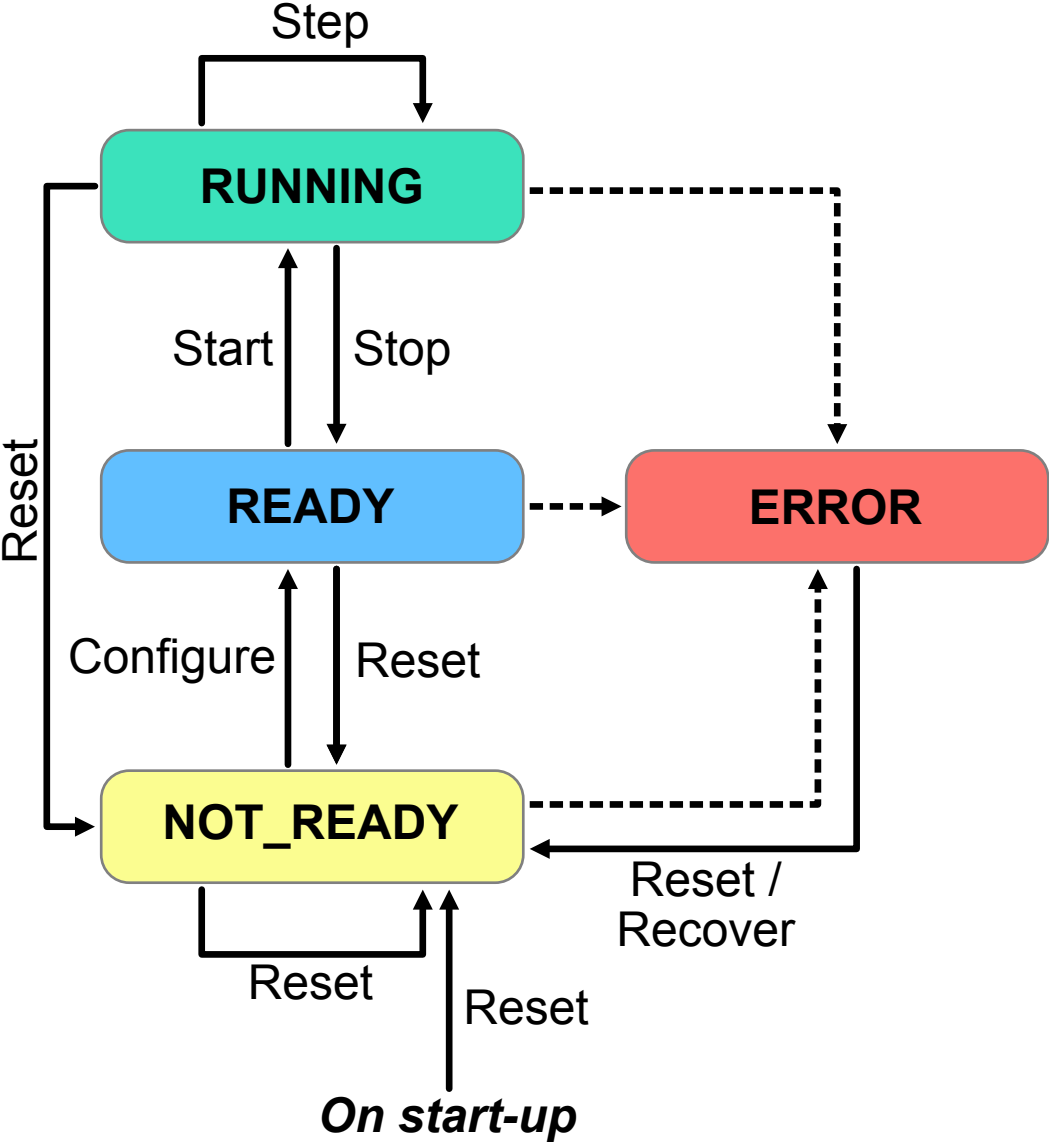 Step
RUNNING
Start
Stop
Reset
READY
ERROR
Configure
Reset
NOT_READY
Reset /
Recover
Reset
Reset
On start-up